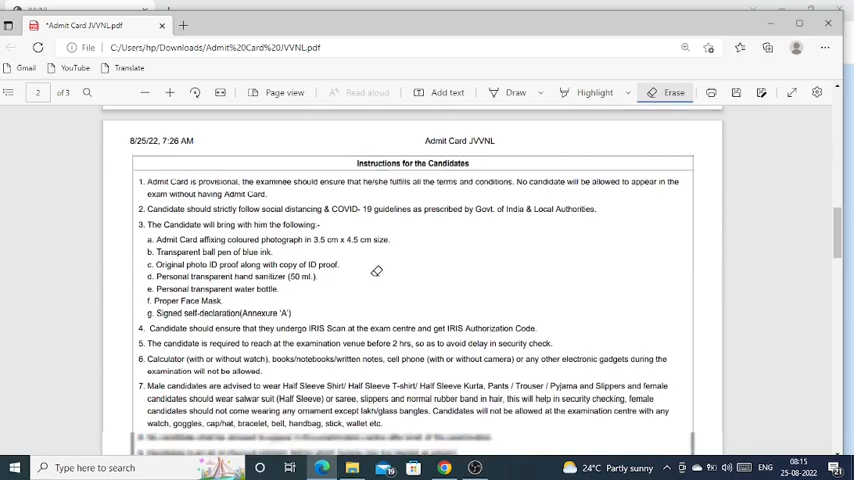 *Admit Card JVVNL.pdf
File C:/Users/hp/Downloads/Admit%20Card%20JVVNL.pdf
Gmail YouTube Translate
2 of 3 Page view Read aloud Add text Draw Highlight Erase
8/25/22, 7:26 AM Admit Card JVVNL
Instructions for the Candidates
1. Admit Card is provisional, the examinee should ensure that he/she fulfills all the terms and conditions. No candidate will be allowed to appear in the
exam without having Admit Card.
2. Candidate should strictly follow social distancing & COVID- 19 guidelines as prescribed by Govt. of India & Local Authorities.
3. The Candidate will bring with him the following:-
a. Admit Card affixing coloured photograph in 3.5 cm x 4.5 cm size.
b. Transparent ball pen of blue ink.
c. Original photo ID proof along with copy of ID proof.
d. Personal transparent hand sanitizer (50 ml.).
e. Personal transparent water bottle.
f. Proper Face Mask.
g. Signed self-declaration(Annexure 'A')
4. Candidate should ensure that they undergo IRIS Scan at the exam centre and get IRIS Authorization Code.
5. The candidate is required to reach at the examination venue before 2 hrs, so as to avoid delay in security check.
6. Calculator (with or without watch), books/notebooks/written notes, cell phone (with or without camera) or any other electronic gadgets during the
examination will not be allowed.
7. Male candidates are advised to wear Half Sleeve Shirt/ Half Sleeve T-shirt/ Half Sleeve Kurta, Pants / Trouser / Pyjama and Slippers and female
candidates should wear salwar suit (Half Sleeve) or saree, slippers and normal rubber band in hair, this will help in security checking, female
candidates should not come wearing any ornament except lakh/glass bangles. Candidates will not be allowed at the examination centre with any
watch, goggles, cap/hat, bracelet, belt, handbag, stick, wallet etc.
Type here to search 19 24°C Partly sunny ENG 08:15
25-08-2022 21